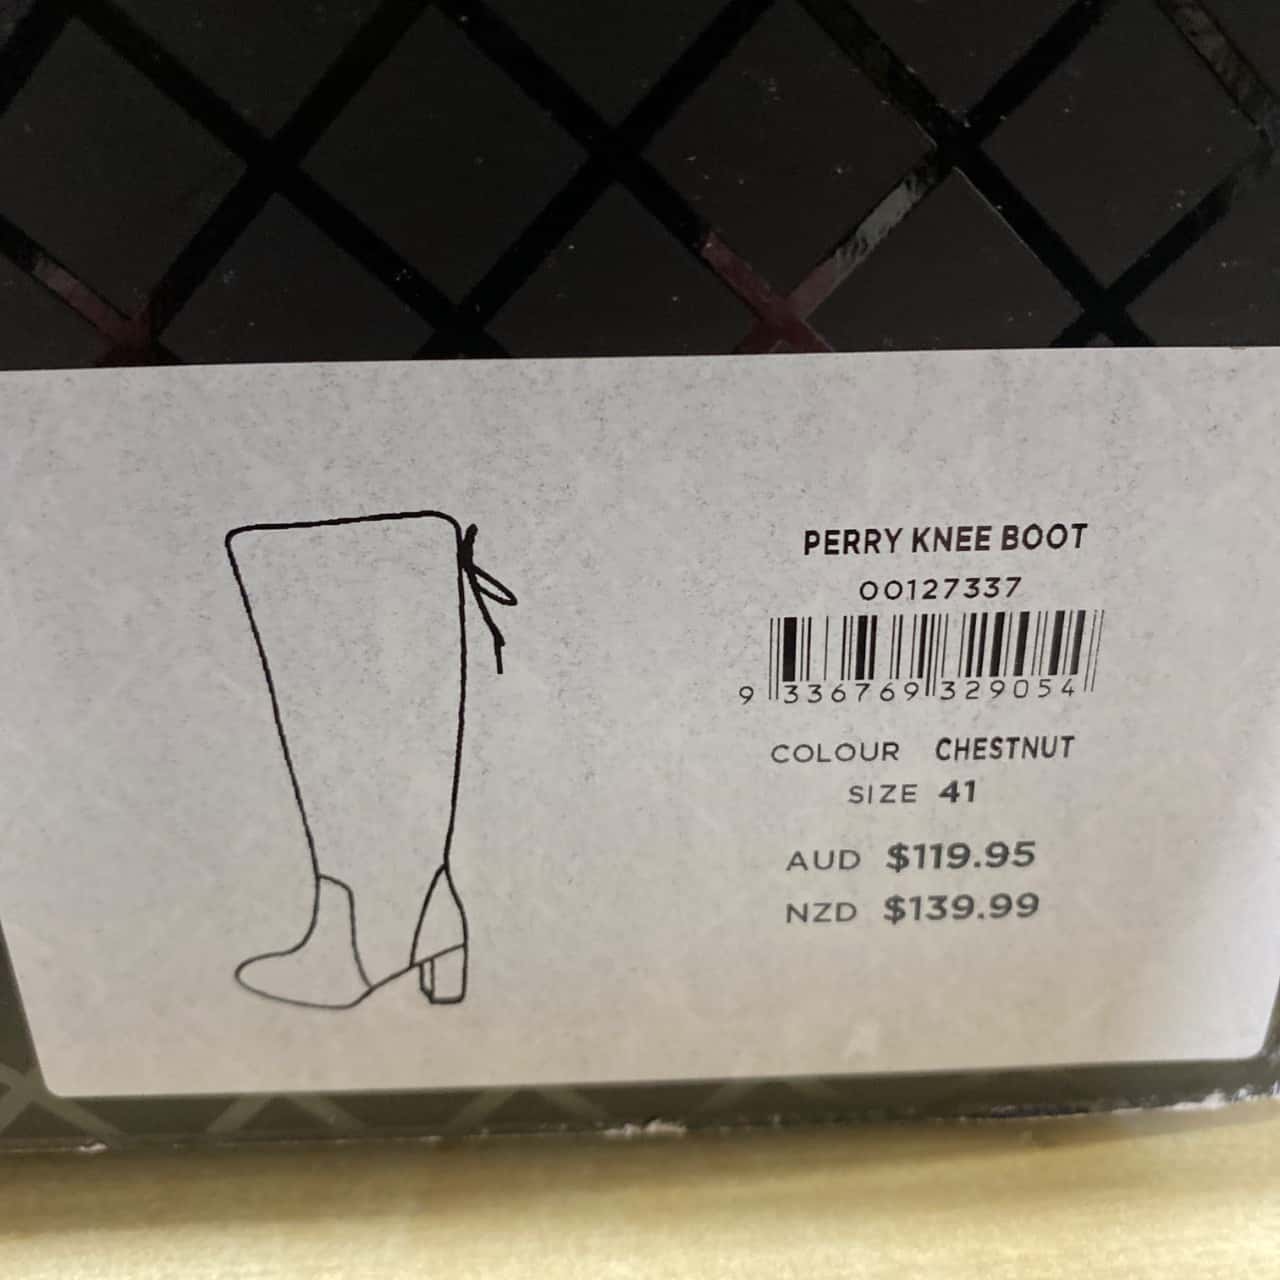 PERRY KNEE BOOT
00127337
9 336769 329054
COLOUR CHESTNUT
SIZE 41
AUD $119.95
NZD $139.99